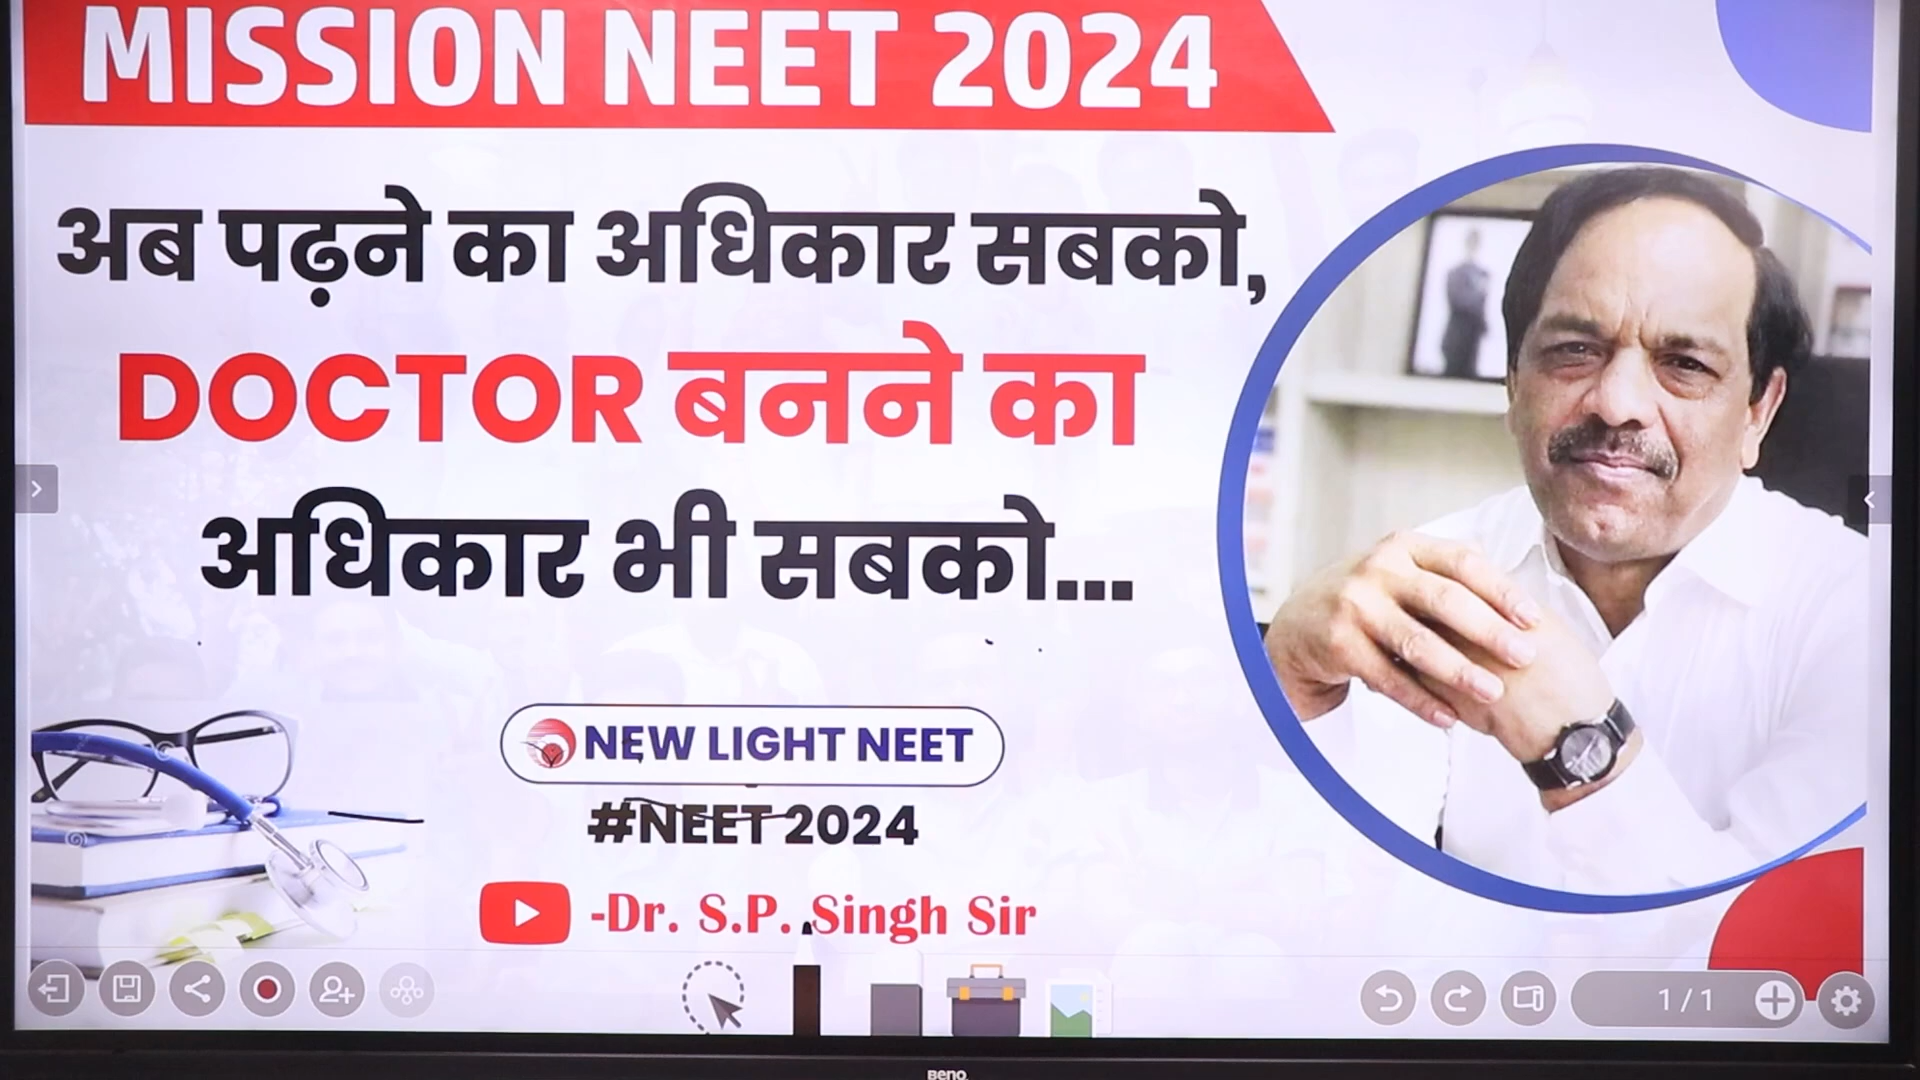 MISSION NEET 2024
अब पढ़ने का अधिकार सबको,
DOCTOR बनने का
अधिकार भी सबको...
NEW LIGHT NEET
#NEET 2024
-Dr. S.P. Singh Sir
1/1
BenQ